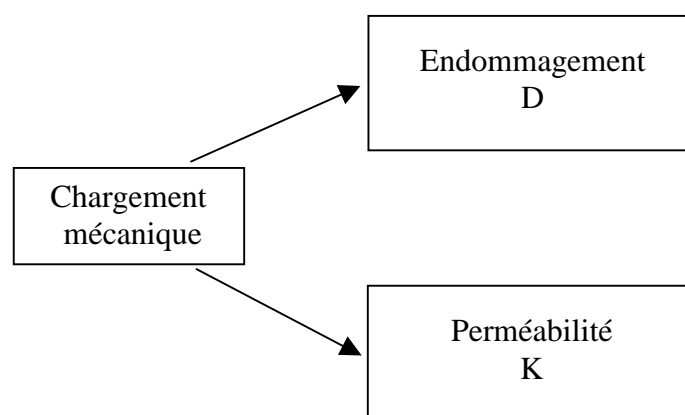 Endommagement
D
Chargement
mécanique
Perméabilité
K